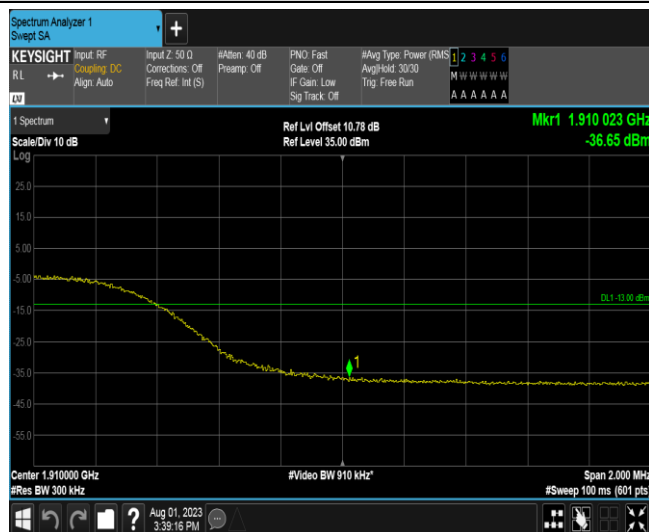 Spectrum Analyzer 1
Swept SA
+
KEYSIGHT
RL
LXI
Input: RF
Coupling: DC
Align: Auto
Input Z: 50 Ω
Corrections: Off
Freq Ref: Int (S)
#Atten: 40 dB
Preamp: Off
PNO: Fast
Gate: Off
IF Gain: Low
Sig Track: Off
#Avg Type: Power (RMS
Avg|Hold: 30/30
Trig: Free Run
1 2 3 4 5 6
M W W W W W
A A A A A A
1 Spectrum
Scale/Div 10 dB
Log
Ref Lvl Offset 10.78 dB
Ref Level 35.00 dBm
Mkr1 1.910 023 GHz
-36.65 dBm
25.0
15.0
5.00
-5.00
-15.0
-25.0
-35.0
-45.0
-55.0
DL1 -13.00 dBm
1
Center 1.910000 GHz
#Res BW 300 kHz
#Video BW 910 kHz*
Span 2.000 MHz
#Sweep 100 ms (601 pts)
?
Aug 01, 2023
3:39:16 PM